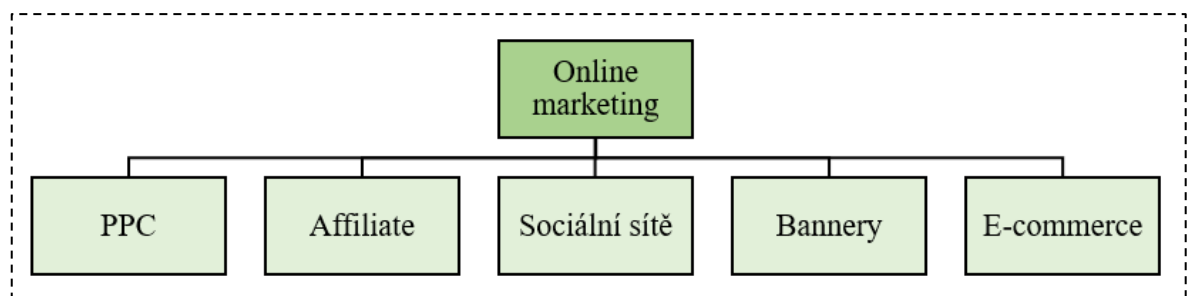 Online
marketing
PPC
Affiliate
Sociální sítě
Bannery
E-commerce